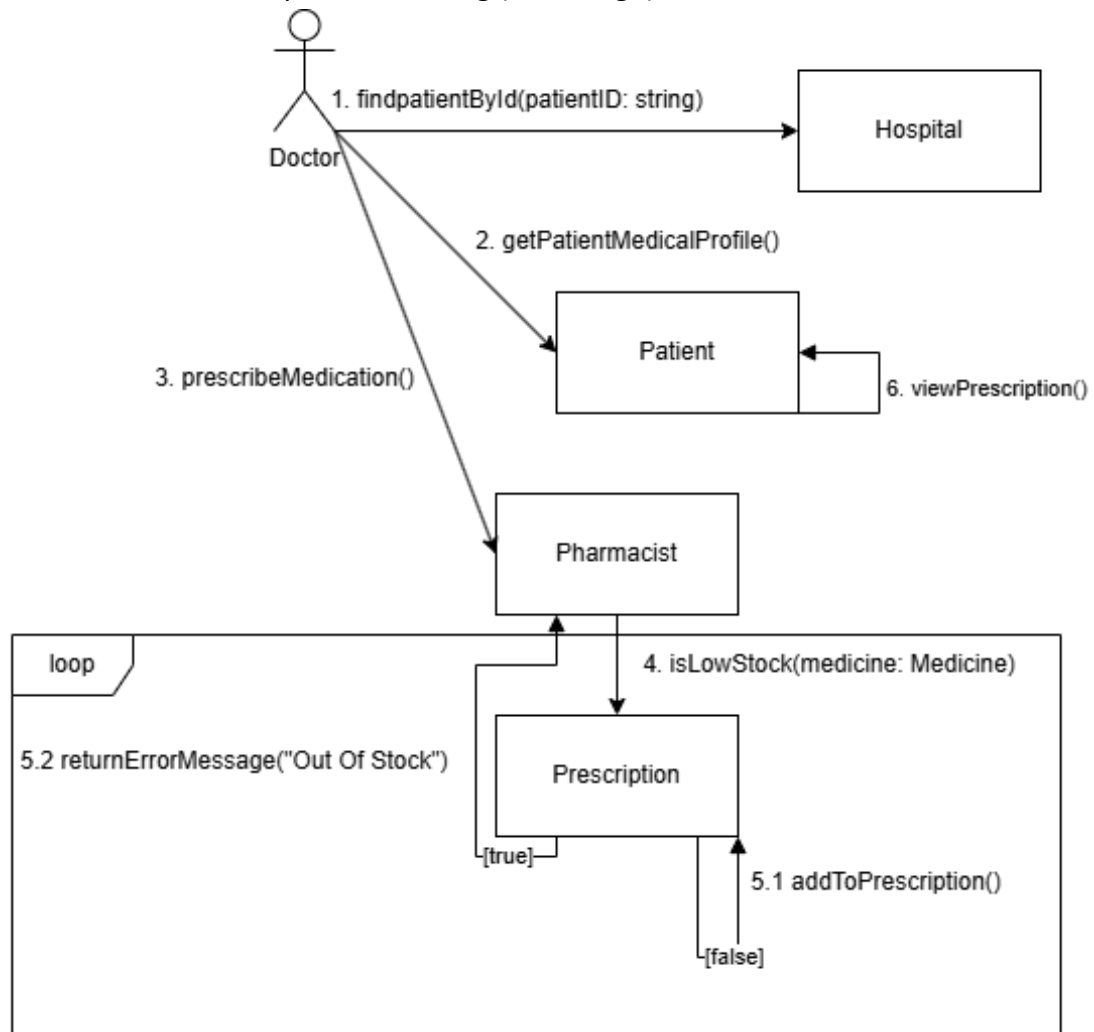 1. findpatientById(patientID: string)
Hospital
Doctor
2. getPatientMedicalProfile()
Patient
3. prescribeMedication()
6. viewPrescription()
Pharmacist
loop
4. isLowStock(medicine: Medicine)
5.2 returnErrorMessage("Out Of Stock")
Prescription
[true]
5.1 addToPrescription()
[false]